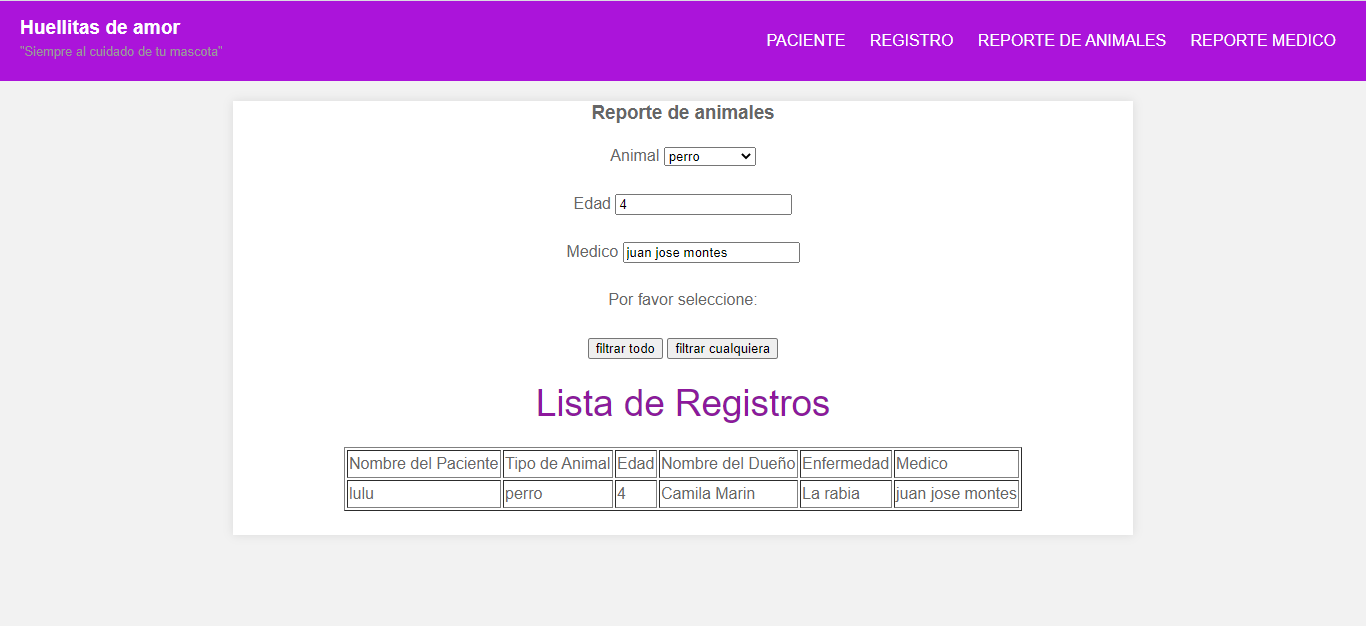 Huellitas de amor
"Siempre al cuidado de tu mascota"
PACIENTE REGISTRO REPORTE DE ANIMALES REPORTE MEDICO
Reporte de animales
Animal perro
Edad 4
Medico juan jose montes
Por favor seleccione:
filtrar todo filtrar cualquiera
Lista de Registros
Nombre del Paciente Tipo de Animal Edad Nombre del Dueño Enfermedad Medico
lulu perro 4 Camila Marin La rabia juan jose montes